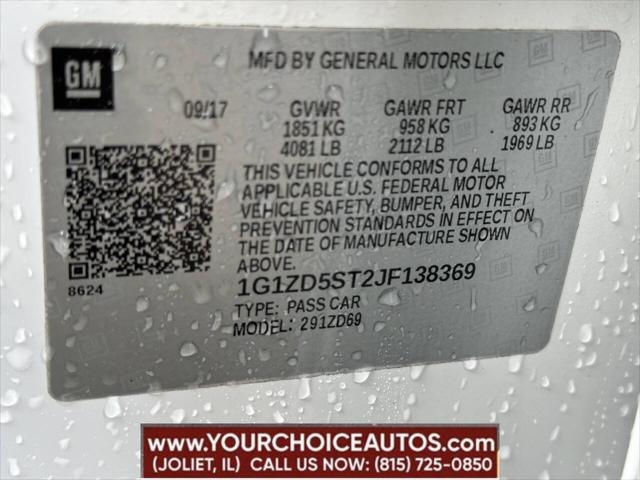 GM
MFD BY GENERAL MOTORS LLC
09/17 GVWR GAWR FRT GAWR RR
1851 KG 958 KG 893 KG
4081 LB 2112 LB 1969 LB
THIS VEHICLE CONFORMS TO ALL
APPLICABLE U.S. FEDERAL MOTOR
VEHICLE SAFETY, BUMPER, AND THEFT
PREVENTION STANDARDS IN EFFECT ON
THE DATE OF MANUFACTURE SHOWN
ABOVE.
8624
1G1ZD5ST2JF138369
TYPE: PASS CAR
MODEL: 291ZD69
WWW.YOURCHOICEAUTOS.COM
(JOLIET, IL) CALL US NOW: (815) 725-0850